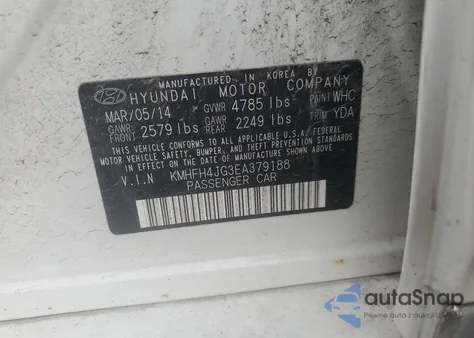 MANUFACTURED IN KOREA BY
HYUNDAI MOTOR COMPANY
MAR/05/14 GVWR 4785 lbs PAINT WHC
GAWR FRONT 2579 lbs GAWR REAR 2249 lbs TRIM YDA
THIS VEHICLE CONFORMS TO ALL APPLICABLE U.S.A. FEDERAL
MOTOR VEHICLE SAFETY, BUMPER, AND THEFT PREVENTION STANDARDS
IN EFFECT ON THE DATE OF MANUFACTURE SHOWN ABOVE.
V.I.N KMHFH4JG3EA379188
PASSENGER CAR
autoSnap
Pewne auta z